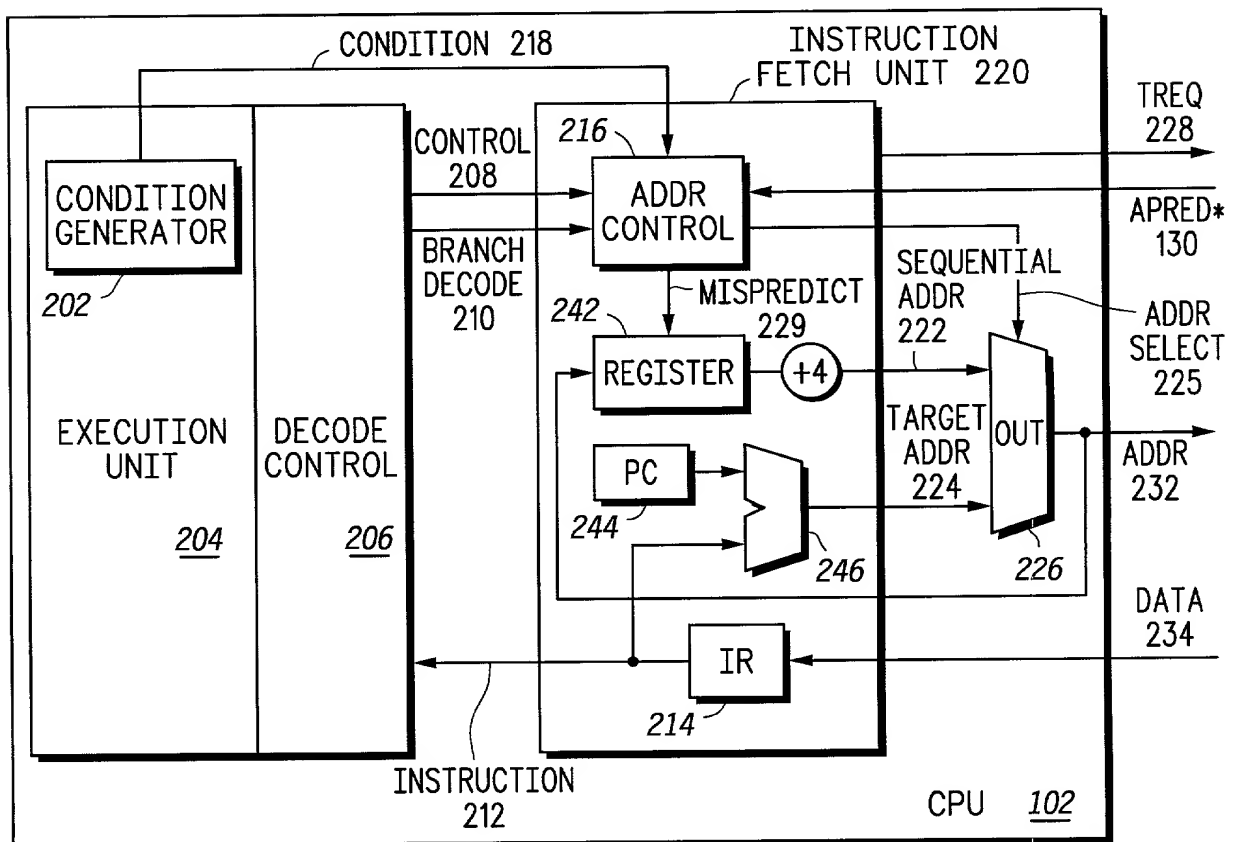 CONDITION 218
INSTRUCTION
FETCH UNIT 220
TREQ
228
APRED*
130
CONTROL
208
BRANCH
DECODE
210
216
ADDR
CONTROL
CONDITION
GENERATOR
202
MISPREDICT
229
SEQUENTIAL
ADDR
222
ADDR
SELECT
225
242
REGISTER
+4
EXECUTION
UNIT
204
DECODE
CONTROL
206
PC
244
246
TARGET
ADDR
224
OUT
226
ADDR
232
DATA
234
IR
214
INSTRUCTION
212
CPU 102